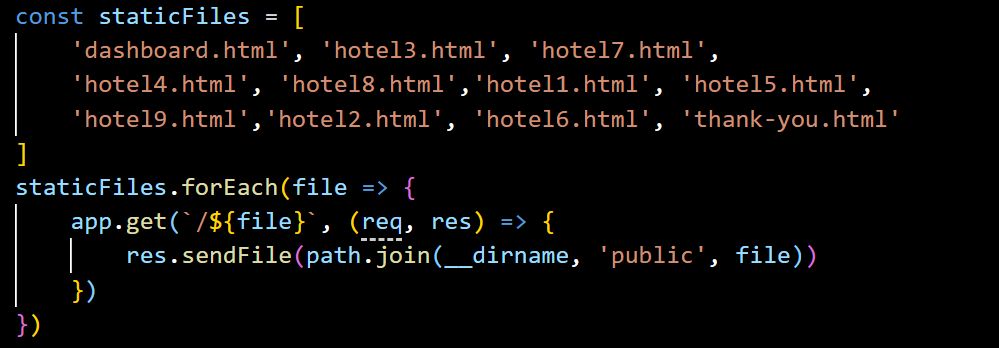 const staticFiles = [
    'dashboard.html', 'hotel3.html', 'hotel7.html',
    'hotel4.html', 'hotel8.html','hotel1.html', 'hotel5.html',
    'hotel9.html','hotel2.html', 'hotel6.html', 'thank-you.html'
]
staticFiles.forEach(file => {
    app.get(`/${file}`, (req, res) => {
        res.sendFile(path.join(__dirname, 'public', file))
    })
})